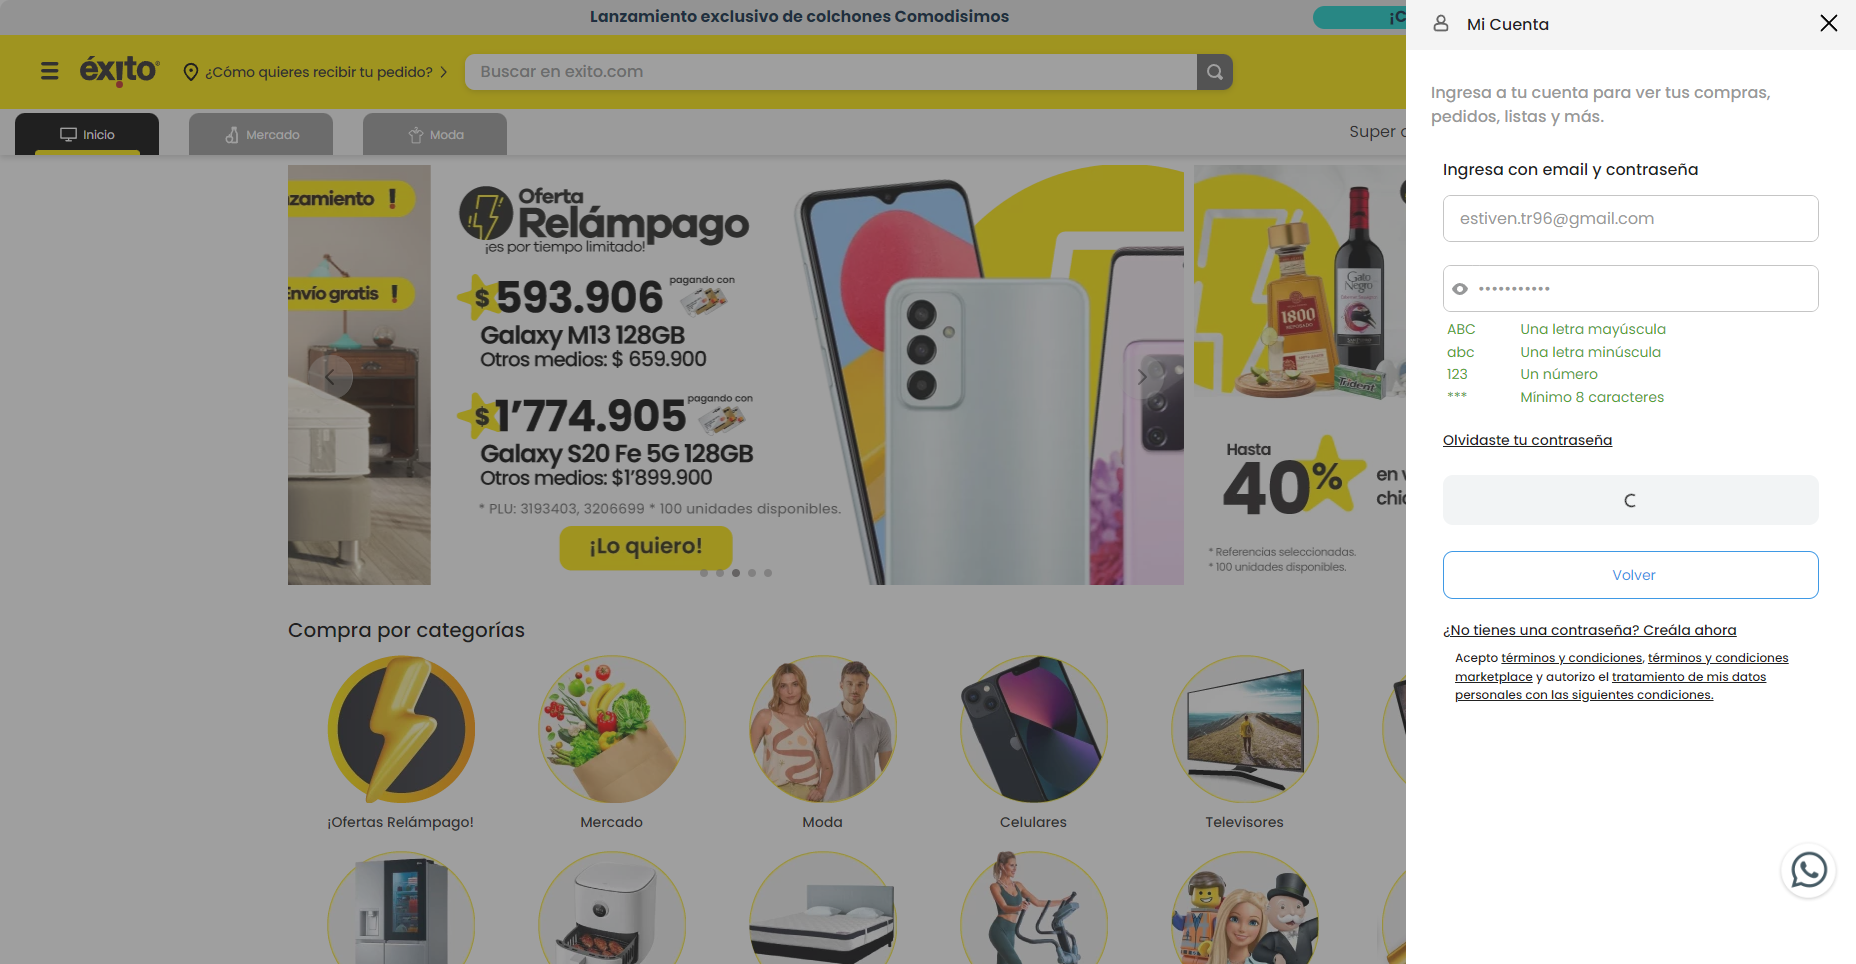 Lanzamiento exclusivo de colchones Comodisimos
¡C
éxito
¿Cómo quieres recibir tu pedido?
Buscar en exito.com
Inicio
Mercado
Moda
Super
nzamiento !
Envío gratis !
Oferta
Relámpago
¡es por tiempo limitado!
$593.906
pagando con
Galaxy M13 128GB
Otros medios: $ 659.900
$1'774.905
pagando con
Galaxy S20 Fe 5G 128GB
Otros medios: $1'899.900
* PLU: 3193403, 3206699 * 100 unidades disponibles.
¡Lo quiero!
1800
Gato
Negro
Trident
Hasta
40%
en v
chic
* Referencias seleccionadas.
* 100 unidades disponibles.
Compra por categorías
¡Ofertas Relámpago!
Mercado
Moda
Celulares
Televisores
Mi Cuenta
Ingresa a tu cuenta para ver tus compras,
pedidos, listas y más.
Ingresa con email y contraseña
estiven.tr96@gmail.com
•••••••••••
ABC Una letra mayúscula
abc Una letra minúscula
123 Un número
*** Mínimo 8 caracteres
Olvidaste tu contraseña
Volver
¿No tienes una contraseña? Creála ahora
Acepto términos y condiciones, términos y condiciones
marketplace y autorizo el tratamiento de mis datos
personales con las siguientes condiciones.